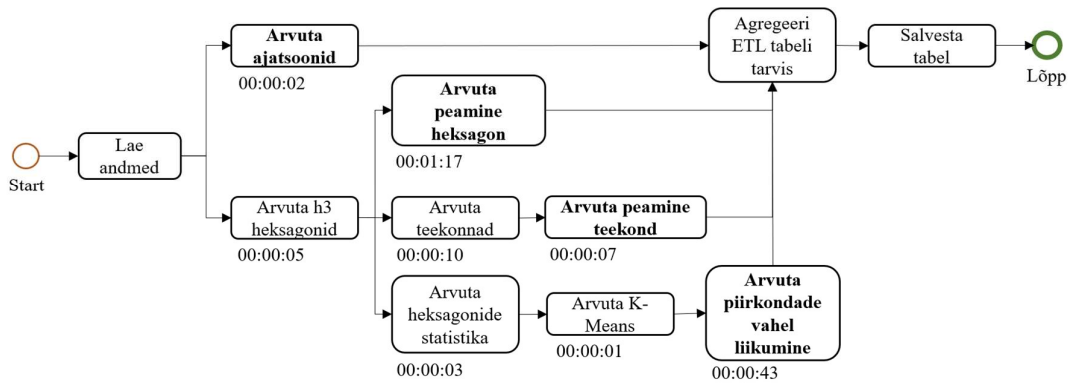 Start
Lae
andmed
Arvuta
ajatsoonid
00:00:02
Arvuta h3
heksagonid
00:00:05
Arvuta
peamine
heksagon
00:01:17
Arvuta
teekonnad
00:00:10
Arvuta peamine
teekond
00:00:07
Arvuta
heksagonide
statistika
00:00:03
Arvuta K-
Means
00:00:01
Arvuta
piirkondade
vahel
liikumine
00:00:43
Agregeeri
ETL tabeli
tarvis
Salvesta
tabel
Lõpp